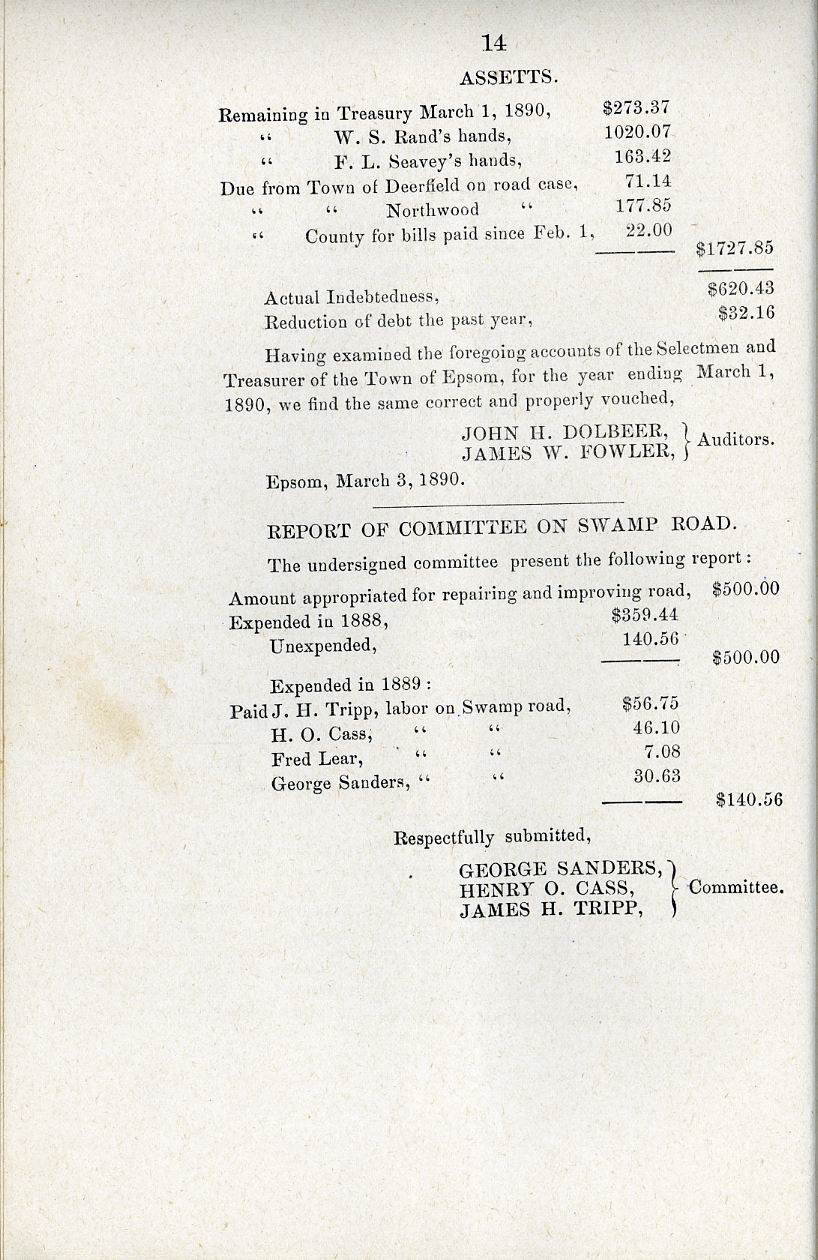 14
ASSETTS.
Remaining in Treasury March 1, 1890, $273.37
“ W. S. Rand's hands, 1020.07
“ F. L. Seavey's hands, 163.42
Due from Town of Deerfield on road case, 71.14
“ “ Northwood “ 177.85
“ County for bills paid since Feb. 1, 22.00
$1727.85
Actual Indebtedness, $620.43
Reduction of debt the past year, $32.16
Having examined the foregoing accounts of the Selectmen and
Treasurer of the Town of Epsom, for the year ending March 1,
1890, we find the same correct and properly vouched,
JOHN H. DOLBEER,
JAMES W. FOWLER, } Auditors.
Epsom, March 3, 1890.
REPORT OF COMMITTEE ON SWAMP ROAD.
The undersigned committee present the following report :
Amount appropriated for repairing and improving road, $500.00
Expended in 1888, $359.44
Unexpended, 140.56
$500.00
Expended in 1889 :
Paid J. H. Tripp, labor on Swamp road, $56.75
H. O. Cass, “ “ 46.10
Fred Lear, “ “ 7.08
George Sanders, “ “ 30.63
$140.56
Respectfully submitted,
GEORGE SANDERS,
HENRY O. CASS, } Committee.
JAMES H. TRIPP,